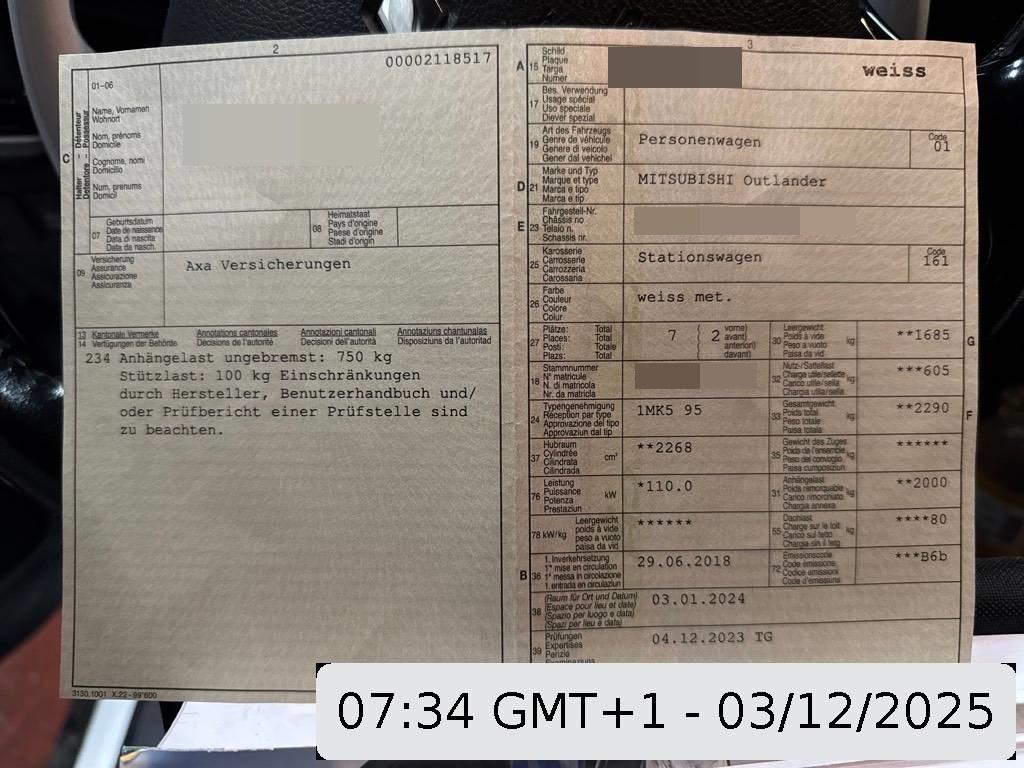 2
00002118517
01-06
Halter Détenteur
Detentore Possessur
C
Name, Vornamen
Wohnort
Nom, prénoms
Domicile
Cognome, nomi
Domicilio
Num, prenums
Domicil
07
Geburtsdatum
Date de naissance
Data di nascita
Data da nasch.
08
Heimatstaat
Pays d'origine
Paese d'origine
Stadi d'origin
09
Versicherung
Assurance
Assicurazione
Assicuranza
Axa Versicherungen
13 Kantonale Vermerke Annotations cantonales Annotazioni cantonali Annotaziuns chantunalas
14 Verfügungen der Behörde Décisions de l'autorité Decisioni dell'autorità Disposiziuns da l'autoritad
234 Anhängelast ungebremst: 750 kg
Stützlast: 100 kg Einschränkungen
durch Hersteller, Benutzerhandbuch und/
oder Prüfbericht einer Prüfstelle sind
zu beachten.
3130.1001 X.22 - 99'600
3
A 15
Schild
Plaque
Targa
Numer
weiss
17
Bes. Verwendung
Usage spécial
Uso speciale
Diever spezial
19
Art des Fahrzeugs
Genre de véhicule
Genere di veicolo
Gener dal vehichel
Personenwagen
Code
01
D 21
Marke und Typ
Marque et type
Marca e tipo
Marca e tip
MITSUBISHI Outlander
E 23
Fahrgestell-Nr.
Châssis no
Telaio n.
Schassis nr.
25
Karosserie
Carrosserie
Carrozzeria
Carossaria
Stationswagen
Code
161
26
Farbe
Couleur
Colore
Colur
weiss met.
27
Plätze: Total
Places: Total
Posti: Totale
Plazs: Total
7 { 2
vorne)
avant)
anteriori)
davant)
30
Leergewicht
Poids à vide
Peso a vuoto
Paisa da vid
kg
**1685
G
18
Stammnummer
N° matricule
N. di matricola
Nr. da matricla
32
Nutz-/Sattellast
Charge utile/sellette
Carico utile/sella
Chargia utila/sella
kg
***605
24
Typengenehmigung
Réception par type
Approvazione del tipo
Approvaziun dal tip
1MK5 95
33
Gesamtgewicht
Poids total
Peso totale
Paisa totala
kg
**2290
F
37
Hubraum
Cylindrée
Cilindrata
Cilindrada
cm³
**2268
35
Gewicht des Zuges
Poids de l'ensemble
Peso del convoglio
Paisa cumposiziun
kg
******
76
Leistung
Puissance
Potenza
Prestaziun
kW
*110.0
31
Anhängelast
Poids remorquable
Carico rimorchiato
Chargia annexa
kg
**2000
78 kW/kg
Leergewicht
poids à vide
peso a vuoto
paisa da vid
******
55
Dachlast
Charge sur le toit
Carico sul tetto
Chargia sin il tetg
kg
****80
B 36
1. Inverkehrsetzung
1re mise en circulation
1a messa in circolazione
1. entrada en circulaziun
29.06.2018
72
Emissionscode
Code émissions
Codice emissioni
Code d'emissiuns
***B6b
38
(Raum für Ort und Datum)
(Espace pour lieu et date)
(Spazio per luogo e data)
(Spazi per lieu e data)
03.01.2024
39
Prüfungen
Expertises
Perizie
04.12.2023 TG
07:34 GMT+1 - 03/12/2025